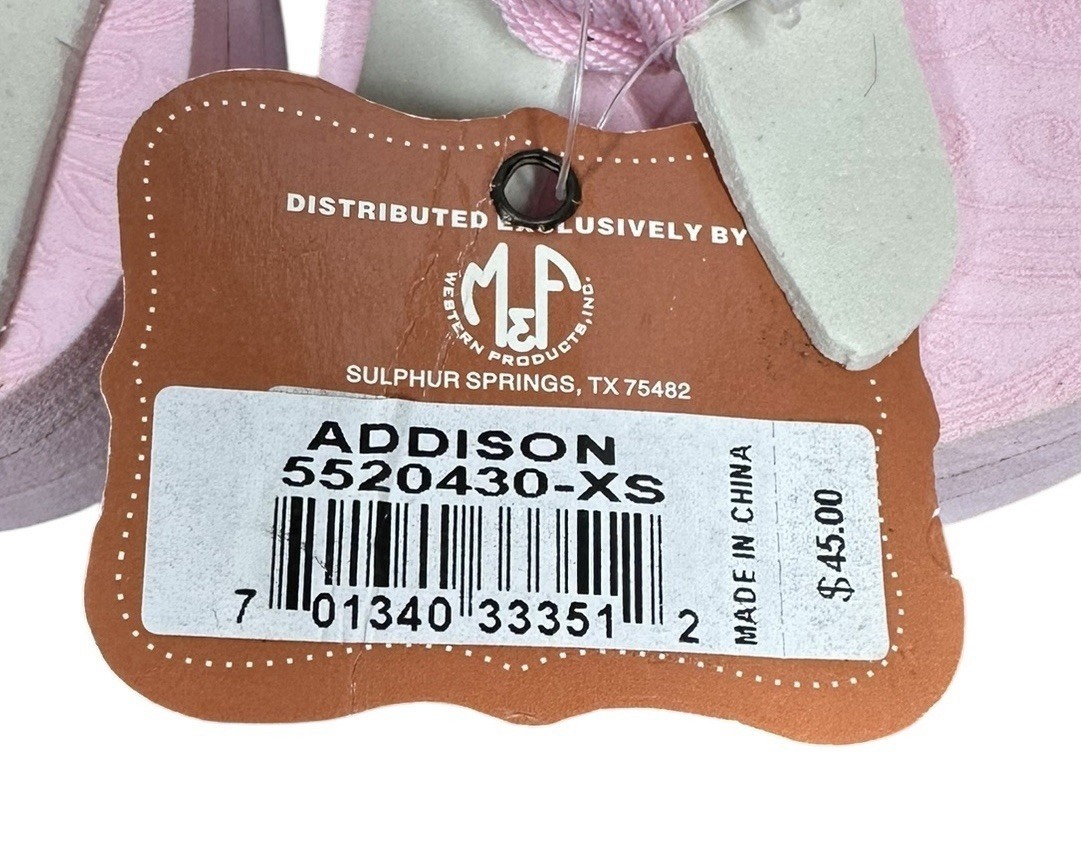 DISTRIBUTED EXCLUSIVELY BY
M&F
WESTERN PRODUCTS, INC.
SULPHUR SPRINGS, TX 75482
ADDISON
5520430-XS
7 01340 33351 2
MADE IN CHINA
$45.00